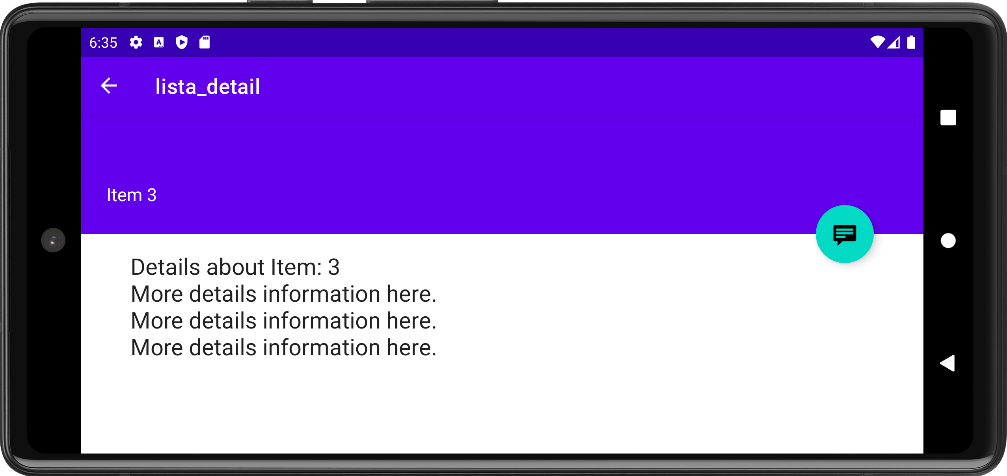 6:35
lista_detail
Item 3
Details about Item: 3
More details information here.
More details information here.
More details information here.